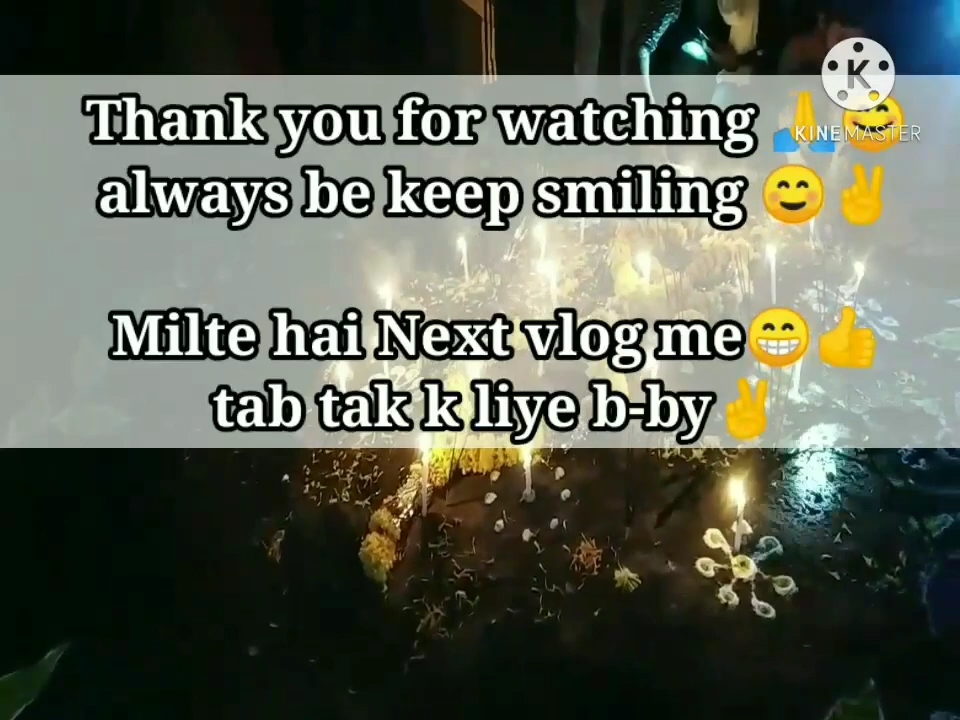 Thank you for watching 🙏😊
always be keep smiling 😊✌️
Milte hai Next vlog me😁👍
tab tak k liye b-by✌️
K
KINEMASTER